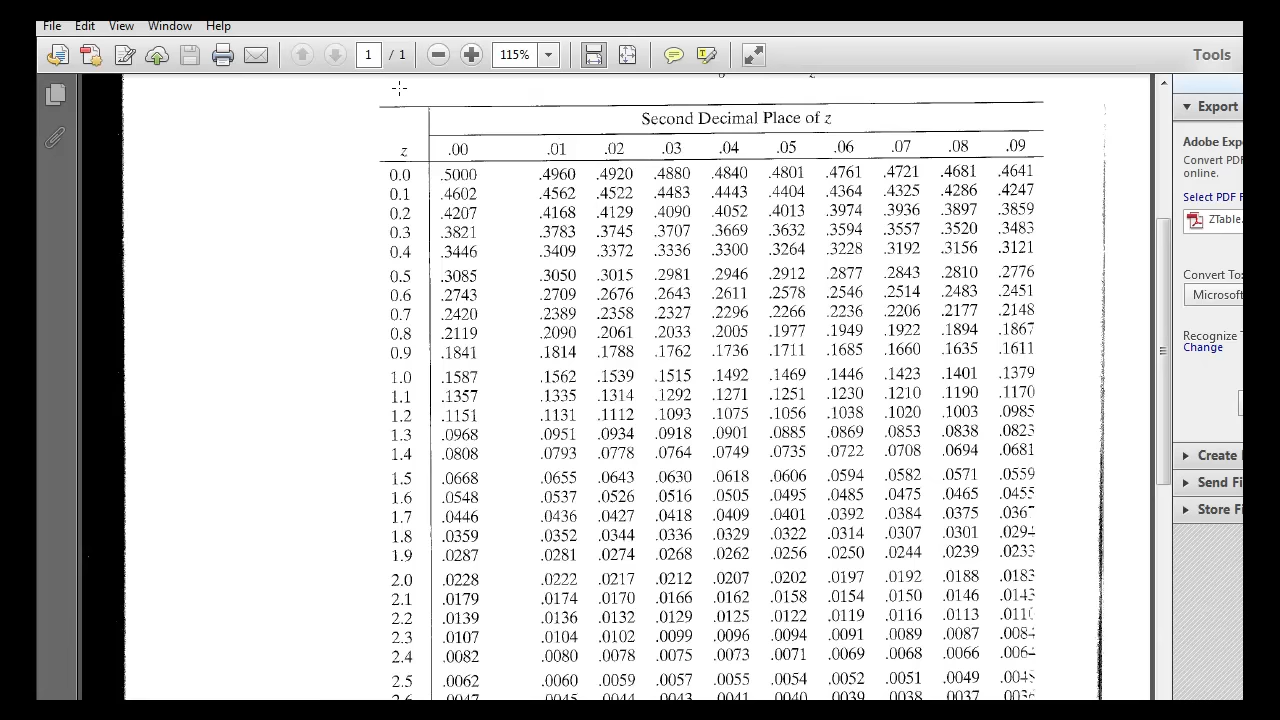 File Edit View Window Help
1 / 1 115% Tools
Second Decimal Place of z
z .00 .01 .02 .03 .04 .05 .06 .07 .08 .09
0.0 .5000 .4960 .4920 .4880 .4840 .4801 .4761 .4721 .4681 .4641
0.1 .4602 .4562 .4522 .4483 .4443 .4404 .4364 .4325 .4286 .4247
0.2 .4207 .4168 .4129 .4090 .4052 .4013 .3974 .3936 .3897 .3859
0.3 .3821 .3783 .3745 .3707 .3669 .3632 .3594 .3557 .3520 .3483
0.4 .3446 .3409 .3372 .3336 .3300 .3264 .3228 .3192 .3156 .3121
0.5 .3085 .3050 .3015 .2981 .2946 .2912 .2877 .2843 .2810 .2776
0.6 .2743 .2709 .2676 .2643 .2611 .2578 .2546 .2514 .2483 .2451
0.7 .2420 .2389 .2358 .2327 .2296 .2266 .2236 .2206 .2177 .2148
0.8 .2119 .2090 .2061 .2033 .2005 .1977 .1949 .1922 .1894 .1867
0.9 .1841 .1814 .1788 .1762 .1736 .1711 .1685 .1660 .1635 .1611
1.0 .1587 .1562 .1539 .1515 .1492 .1469 .1446 .1423 .1401 .1379
1.1 .1357 .1335 .1314 .1292 .1271 .1251 .1230 .1210 .1190 .1170
1.2 .1151 .1131 .1112 .1093 .1075 .1056 .1038 .1020 .1003 .0985
1.3 .0968 .0951 .0934 .0918 .0901 .0885 .0869 .0853 .0838 .0823
1.4 .0808 .0793 .0778 .0764 .0749 .0735 .0722 .0708 .0694 .0681
1.5 .0668 .0655 .0643 .0630 .0618 .0606 .0594 .0582 .0571 .0559
1.6 .0548 .0537 .0526 .0516 .0505 .0495 .0485 .0475 .0465 .0455
1.7 .0446 .0436 .0427 .0418 .0409 .0401 .0392 .0384 .0375 .0367
1.8 .0359 .0352 .0344 .0336 .0329 .0322 .0314 .0307 .0301 .0294
1.9 .0287 .0281 .0274 .0268 .0262 .0256 .0250 .0244 .0239 .0233
2.0 .0228 .0222 .0217 .0212 .0207 .0202 .0197 .0192 .0188 .0183
2.1 .0179 .0174 .0170 .0166 .0162 .0158 .0154 .0150 .0146 .0143
2.2 .0139 .0136 .0132 .0129 .0125 .0122 .0119 .0116 .0113
2.3 .0107 .0104 .0102 .0099 .0096 .0094 .0091 .0089 .0087 .0084
2.4 .0082 .0080 .0078 .0075 .0073 .0071 .0069 .0068 .0066
2.5 .0062 .0060 .0059 .0057 .0055 .0054 .0052 .0051 .0049
Export
Adobe Exp
Convert PDF
online.
Select PDF F
ZTable.
Convert To:
Microsoft
Recognize T
Change
Create
Send Fi
Store Fi